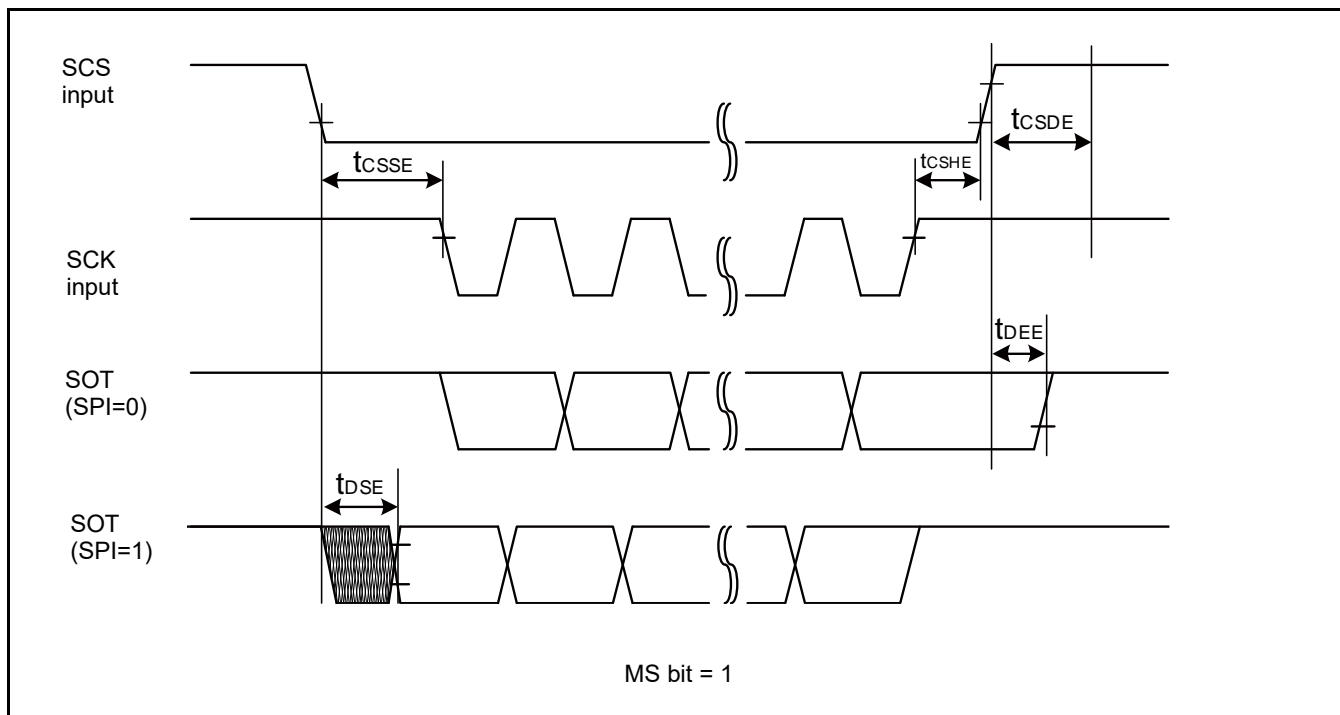 SCS
input
tCSDE
tCSSE
tCSHE
SCK
input
tDEE
SOT
(SPI=0)
tDSE
SOT
(SPI=1)
MS bit = 1